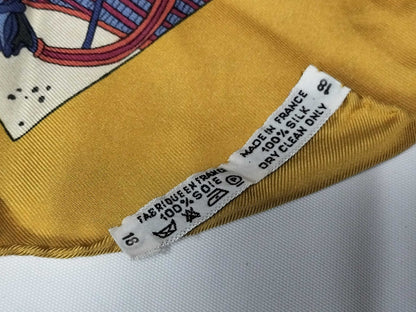 18
FABRIQUE EN FRANCE
100% SOIE
MADE IN FRANCE
100% SILK
DRY CLEAN ONLY
18